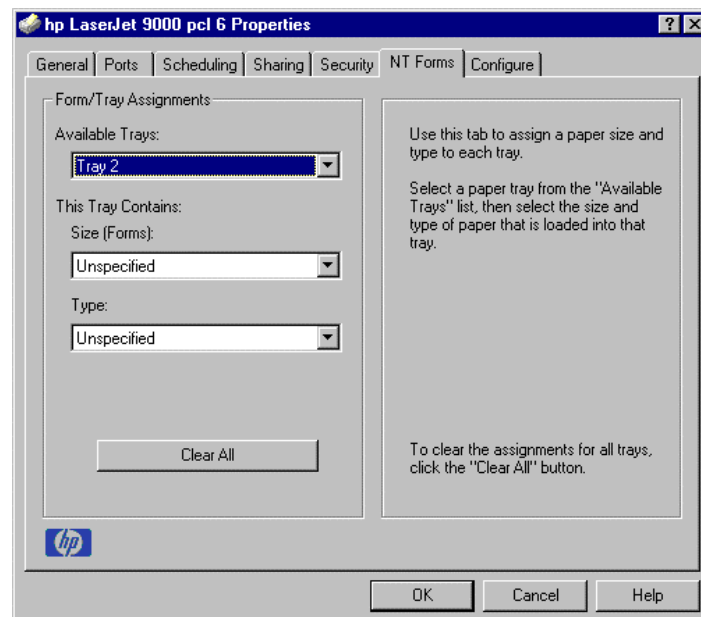 hp LaserJet 9000 pcl 6 Properties
General Ports Scheduling Sharing Security NT Forms Configure
Form/Tray Assignments
Available Trays:
Tray 2
This Tray Contains:
Size (Forms):
Unspecified
Type:
Unspecified
Clear All
Use this tab to assign a paper size and
type to each tray.
Select a paper tray from the "Available
Trays" list, then select the size and
type of paper that is loaded into that
tray.
To clear the assignments for all trays,
click the "Clear All" button.
hp
OK Cancel Help